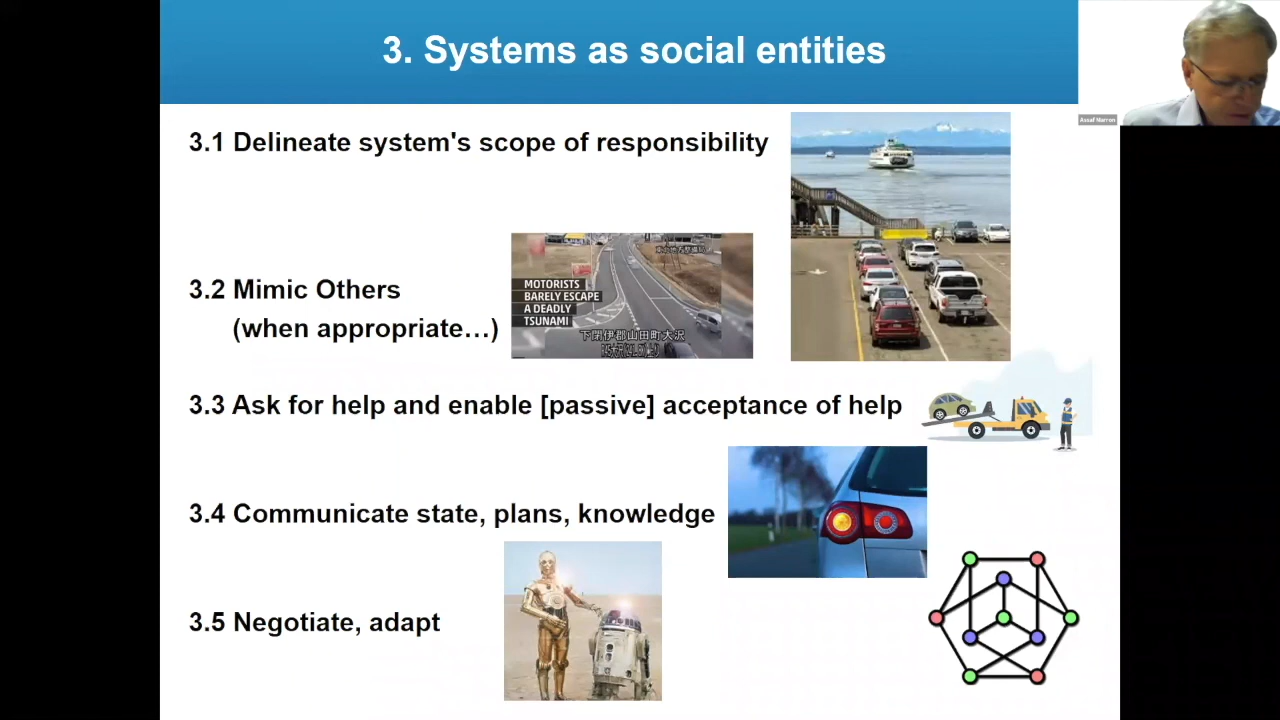 3. Systems as social entities
Assaf Marron
3.1 Delineate system's scope of responsibility
MOTORISTS
BARELY ESCAPE
A DEADLY
TSUNAMI
下閉伊郡山田町大沢
3.2 Mimic Others
(when appropriate…)
3.3 Ask for help and enable [passive] acceptance of help
3.4 Communicate state, plans, knowledge
3.5 Negotiate, adapt